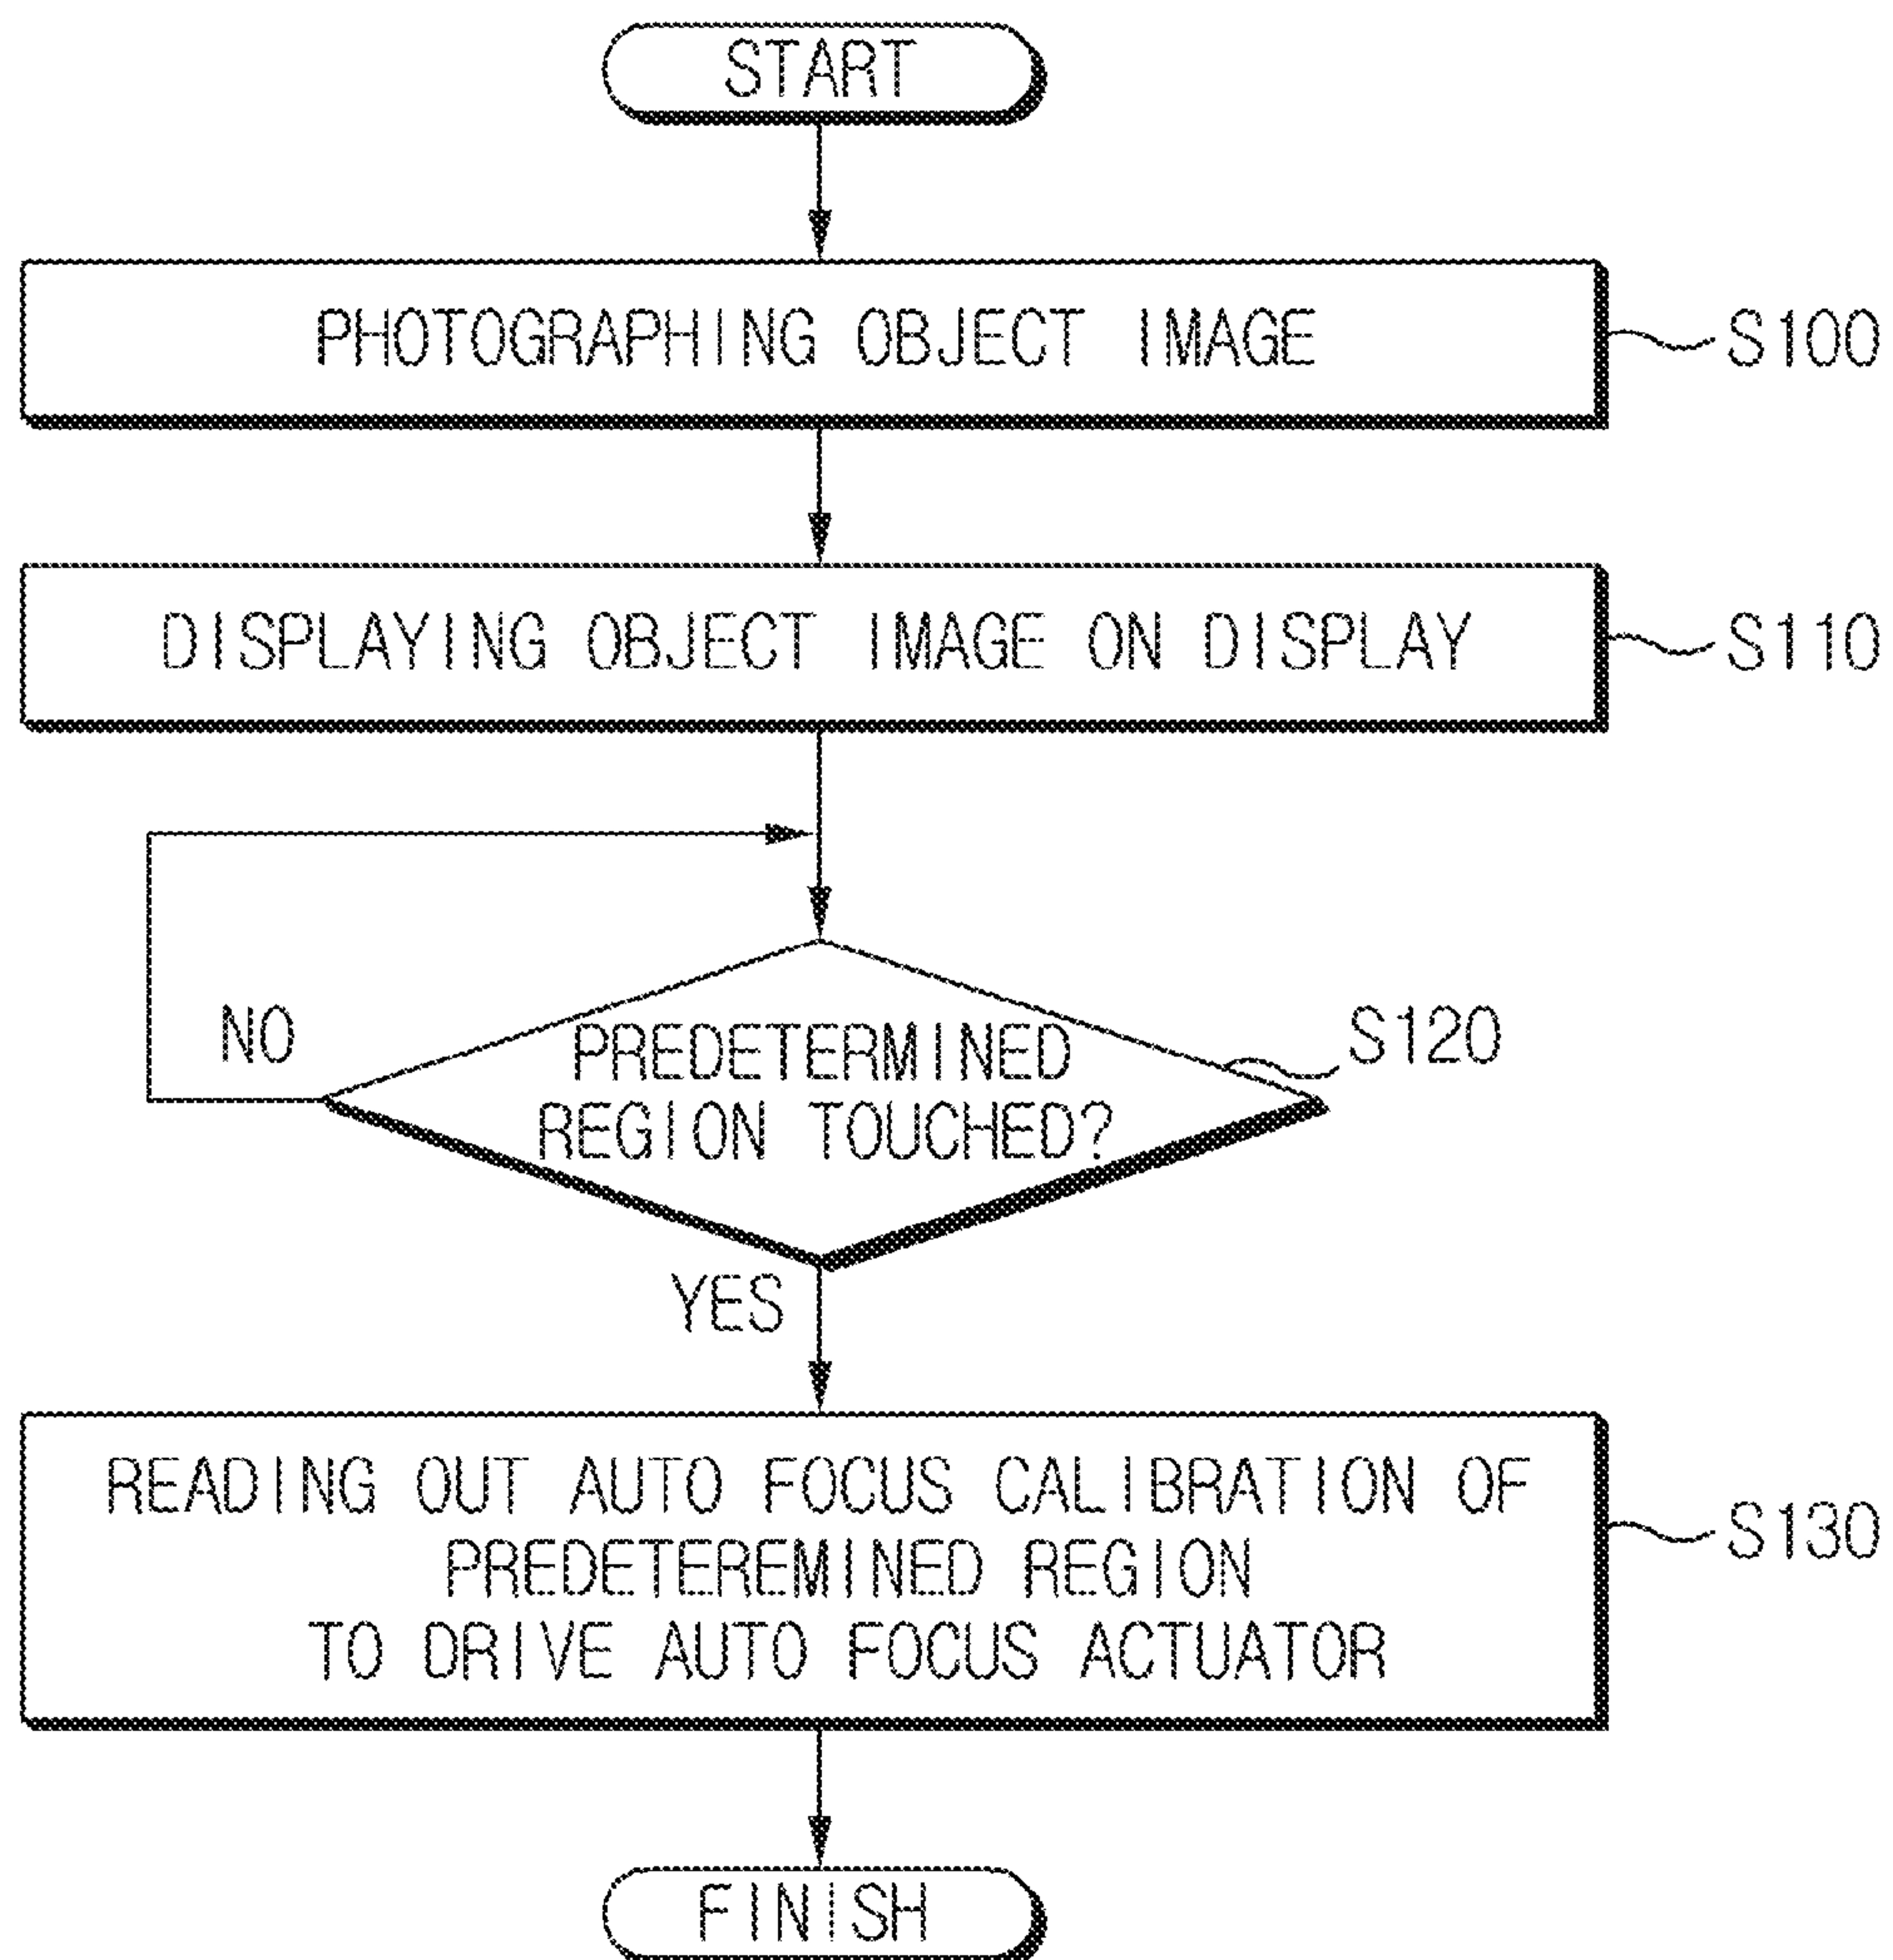 START
PHOTOGRAPHING OBJECT IMAGE
S100
DISPLAYING OBJECT IMAGE ON DISPLAY
S110
NO
PREDETERMINED
REGION TOUCHED?
S120
YES
READING OUT AUTO FOCUS CALIBRATION OF
PREDETEREMINED REGION
TO DRIVE AUTO FOCUS ACTUATOR
S130
FINISH